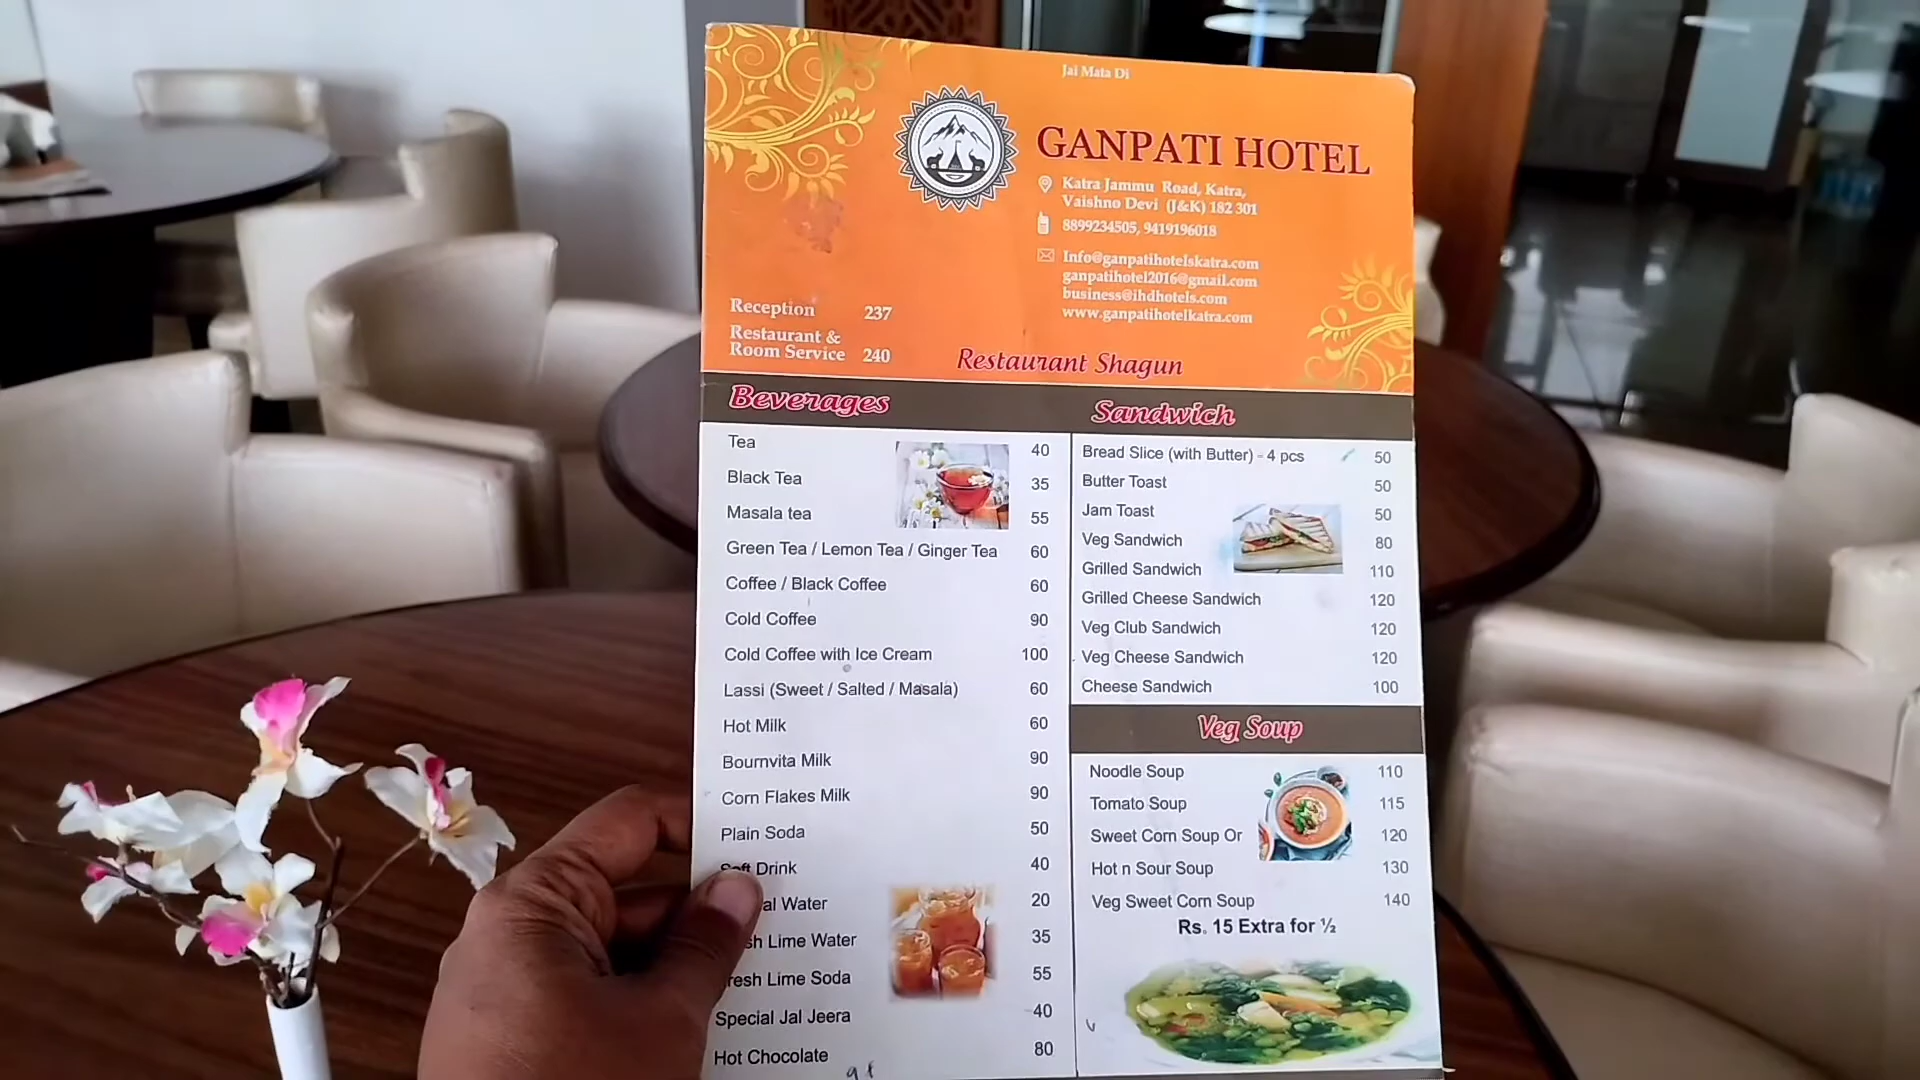 Jai Mata Di
GANPATI HOTEL
Katra Jammu Road, Katra,
Vaishno Devi (J&K) 182 301
8899234505, 9419196018
Info@ganpatihotelskatra.com
ganpatihotel2016@gmail.com
business@ihdhotels.com
www.ganpatihotelkatra.com
Reception 237
Restaurant &
Room Service 240
Restaurant Shagun
Beverages
Tea 40
Black Tea 35
Masala tea 55
Green Tea / Lemon Tea / Ginger Tea 60
Coffee / Black Coffee 60
Cold Coffee 90
Cold Coffee with Ice Cream 100
Lassi (Sweet / Salted / Masala) 60
Hot Milk 60
Bournvita Milk 90
Corn Flakes Milk 90
Plain Soda 50
Soft Drink 40
al Water 20
sh Lime Water 35
resh Lime Soda 55
Special Jal Jeera 40
Hot Chocolate 80
Sandwich
Bread Slice (with Butter) - 4 pcs 50
Butter Toast 50
Jam Toast 50
Veg Sandwich 80
Grilled Sandwich 110
Grilled Cheese Sandwich 120
Veg Club Sandwich 120
Veg Cheese Sandwich 120
Cheese Sandwich 100
Veg Soup
Noodle Soup 110
Tomato Soup 115
Sweet Corn Soup Or 120
Hot n Sour Soup 130
Veg Sweet Corn Soup 140
Rs. 15 Extra for ½